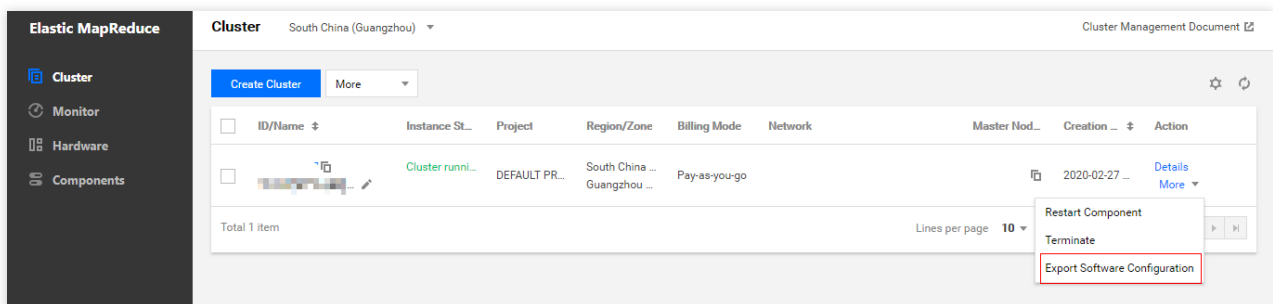 Elastic MapReduce
Cluster
Monitor
Hardware
Components
Cluster South China (Guangzhou)
Cluster Management Document
Create Cluster More
ID/Name Instance St... Project Region/Zone Billing Mode Network Master Nod... Creation ... Action
Cluster runni... DEFAULT PR... South China ... Pay-as-you-go 2020-02-27 ... Details
Guangzhou ... More
Total 1 item Lines per page 10
Restart Component
Terminate
Export Software Configuration